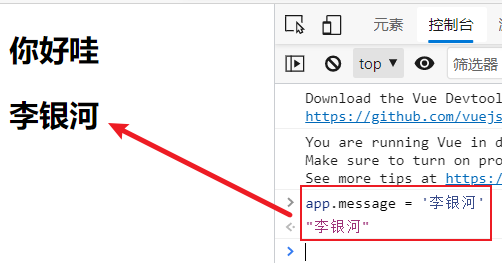 你好哇
李银河
元素
控制台
top
筛选器
Download the Vue Devtool
https://github.com/vuejs
You are running Vue in d
Make sure to turn on pro
See more tips at https:/
app.message = '李银河'
"李银河"